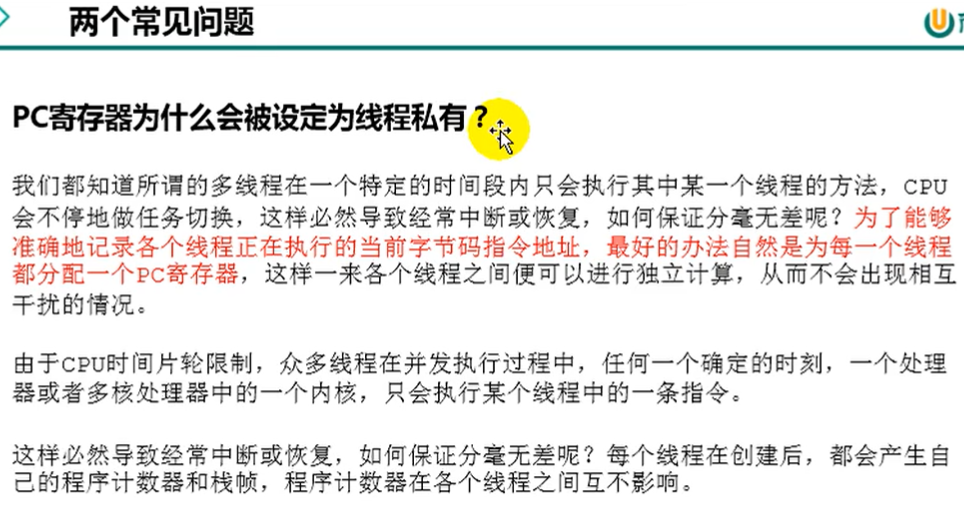 两个常见问题
PC寄存器为什么会被设定为线程私有？
我们都知道所谓的多线程在一个特定的时间段内只会执行其中某一个线程的方法，CPU
会不停地做任务切换，这样必然导致经常中断或恢复，如何保证分毫无差呢？为了能够
准确地记录各个线程正在执行的当前字节码指令地址，最好的办法自然是为每一个线程
都分配一个PC寄存器，这样一来各个线程之间便可以进行独立计算，从而不会出现相互
干扰的情况。
由于CPU时间片轮限制，众多线程在并发执行过程中，任何一个确定的时刻，一个处理
器或者多核处理器中的一个内核，只会执行某个线程中的一条指令。
这样必然导致经常中断或恢复，如何保证分毫无差呢？每个线程在创建后，都会产生自
己的程序计数器和栈帧，程序计数器在各个线程之间互不影响。